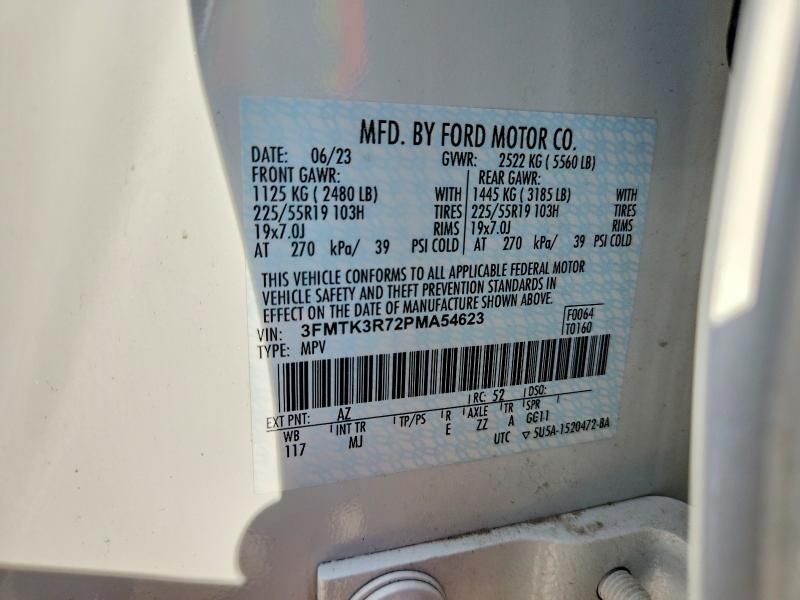 MFD. BY FORD MOTOR CO.
DATE: 06/23 GVWR: 2522 KG ( 5560 LB)
FRONT GAWR: REAR GAWR:
1125 KG ( 2480 LB) WITH 1445 KG ( 3185 LB) WITH
225/55R19 103H TIRES 225/55R19 103H TIRES
19x7.0J RIMS 19x7.0J RIMS
AT 270 kPa/ 39 PSI COLD AT 270 kPa/ 39 PSI COLD
THIS VEHICLE CONFORMS TO ALL APPLICABLE FEDERAL MOTOR
VEHICLE SAFETY AND THEFT PREVENTION STANDARDS IN
EFFECT ON THE DATE OF MANUFACTURE SHOWN ABOVE.
VIN: 3FMTK3R72PMA54623 F0064
TYPE: MPV T0160
EXT PNT: AZ RC: 52 DSO:
WB INT TR TP/PS R AXLE TR SPR
117 MJ E ZZ A GG11
UTC ▽ 5U5A-1520472-BA